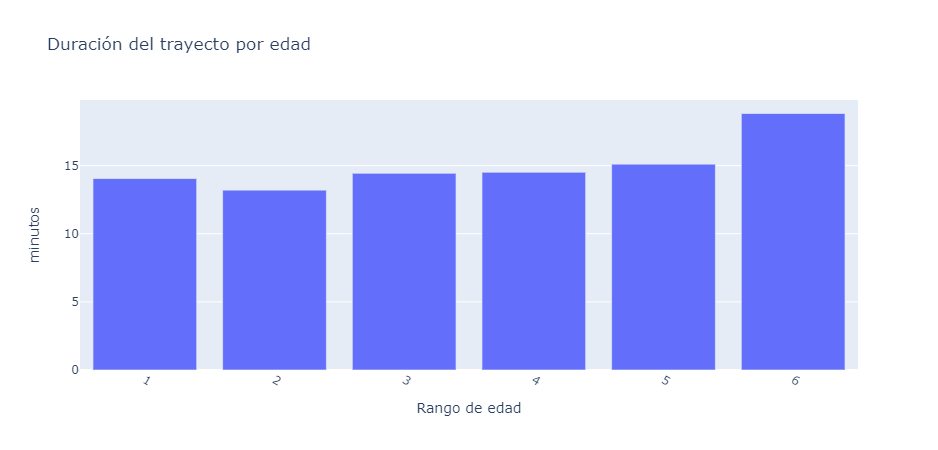 Duración del trayecto por edad
minutos
15
10
5
0
1 2 3 4 5 6
Rango de edad